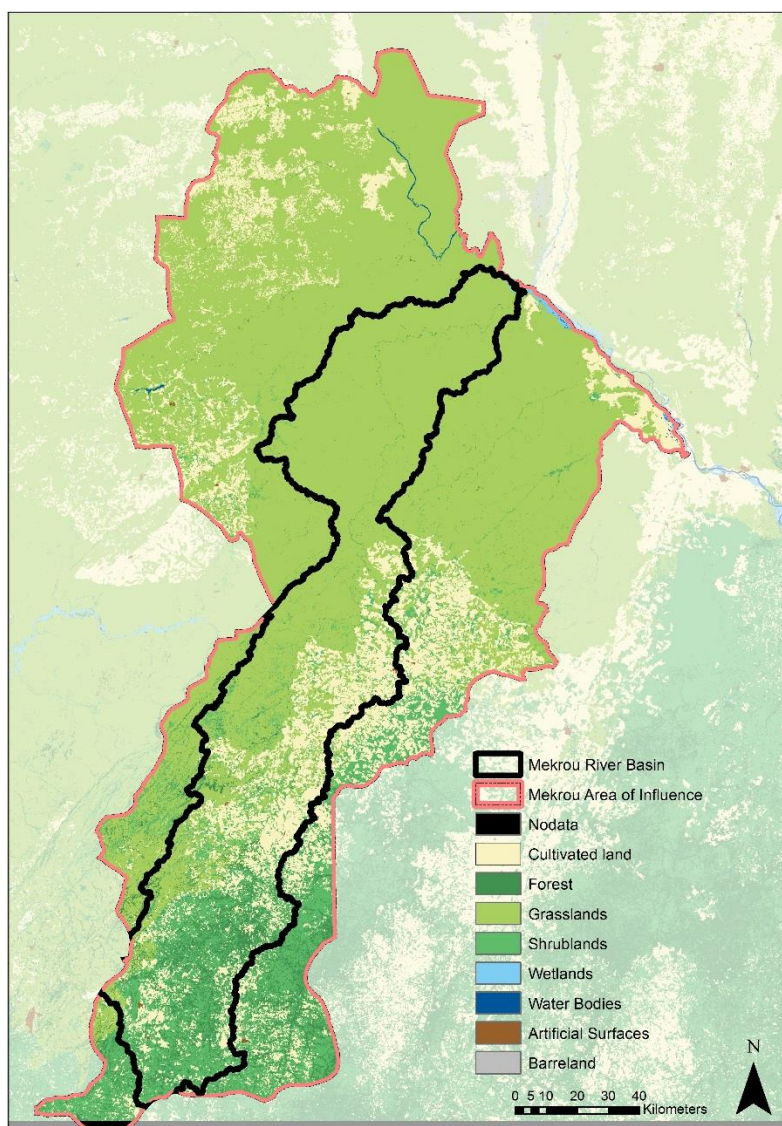 Mekrou River Basin
Mekrou Area of Influence
Nodata
Cultivated land
Forest
Grasslands
Shrublands
Wetlands
Water Bodies
Artificial Surfaces
Barreland
N
0 5 10 20 30 40
Kilometers